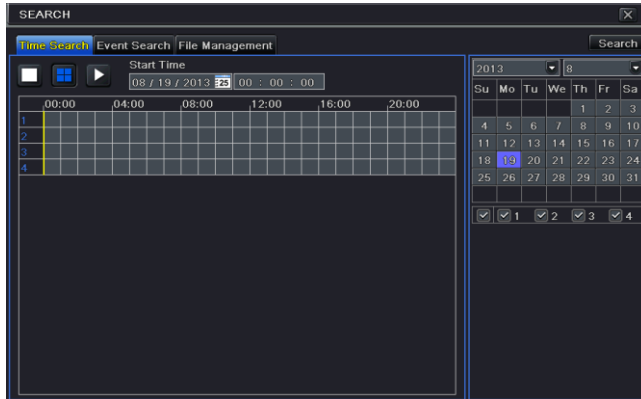 SEARCH
Time Search Event Search File Management Search
Start Time
08 / 19 / 2013 25 00 : 00 : 00
2013 8
Su Mo Tu We Th Fr Sa
1 2 3
4 5 6 7 8 9 10
11 12 13 14 15 16 17
18 19 20 21 22 23 24
25 26 27 28 29 30 31
1 2 3 4
00:00 04:00 08:00 12:00 16:00 20:00
1
2
3
4